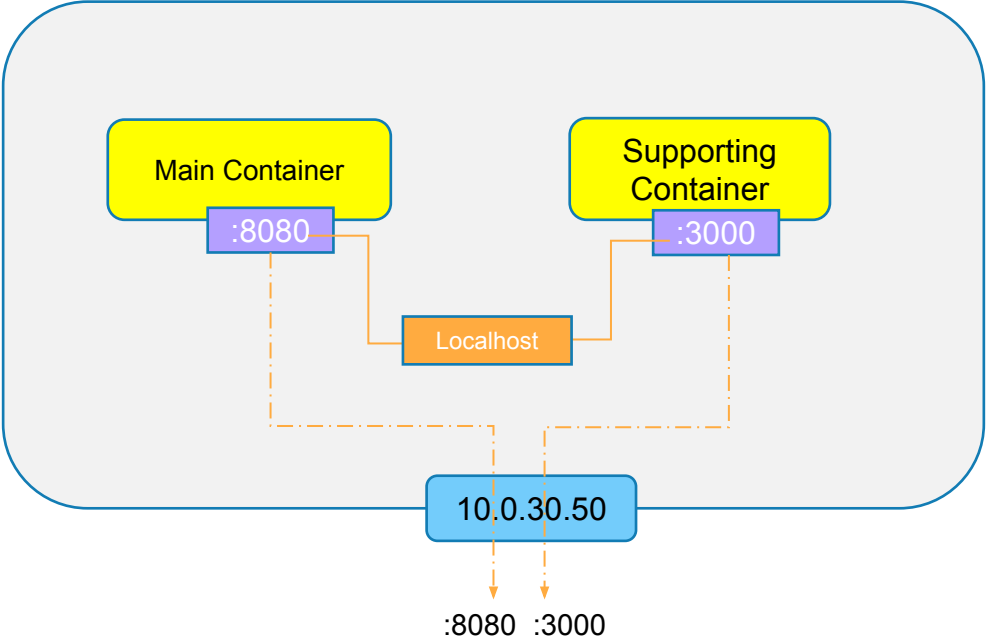 Main Container
Supporting
Container
:8080
:3000
Localhost
10.0.30.50
:8080 :3000